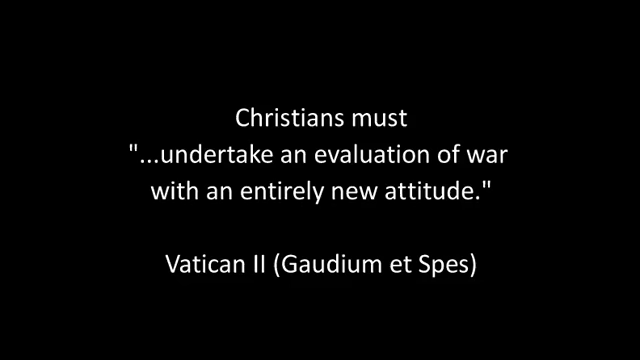 Christians must
"...undertake an evaluation of war
with an entirely new attitude."
Vatican II (Gaudium et Spes)